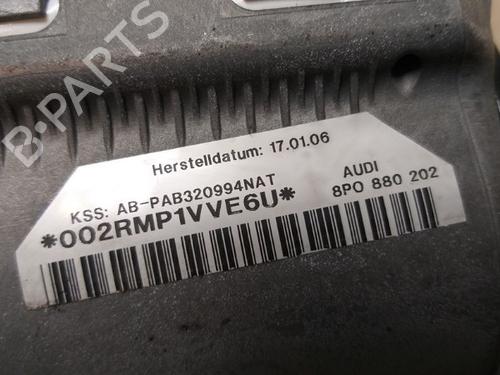 B-PARTS
Herstelldatum: 17.01.06
KSS: AB-PAB320994NAT
AUDI
*002RMP1VVE6U*
8P0 880 202